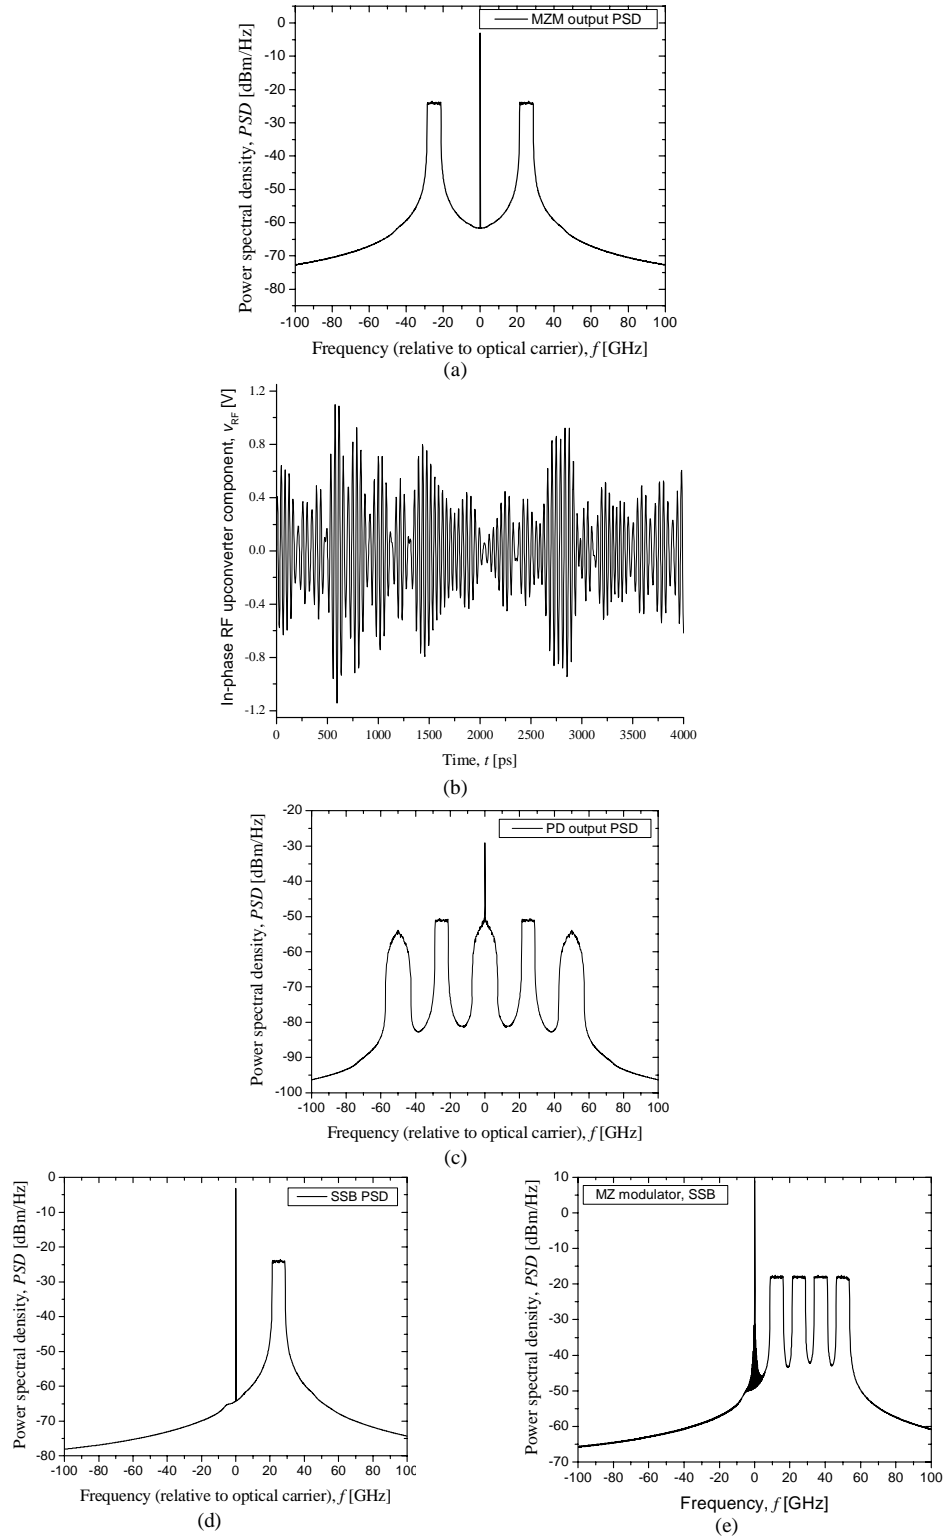 MZM output PSD
Power spectral density, PSD [dBm/Hz]
0
-10
-20
-30
-40
-50
-60
-70
-80
-100 -80 -60 -40 -20 0 20 40 60 80 100
Frequency (relative to optical carrier), f [GHz]
(a)
In-phase RF upconverter component, vRF [V]
1.2
0.8
0.4
0.0
-0.4
-0.8
-1.2
0 500 1000 1500 2000 2500 3000 3500 4000
Time, t [ps]
(b)
PD output PSD
Power spectral density, PSD [dBm/Hz]
-20
-30
-40
-50
-60
-70
-80
-90
-100
-100 -80 -60 -40 -20 0 20 40 60 80 100
Frequency (relative to optical carrier), f [GHz]
(c)
SSB PSD
Power spectral density, PSD [dBm/Hz]
0
-10
-20
-30
-40
-50
-60
-70
-80
-100 -80 -60 -40 -20 0 20 40 60 80 100
Frequency (relative to optical carrier), f [GHz]
(d)
MZ modulator, SSB
Power spectral density, PSD [dBm/Hz]
10
0
-10
-20
-30
-40
-50
-60
-70
-100 -80 -60 -40 -20 0 20 40 60 80 100
Frequency, f [GHz]
(e)